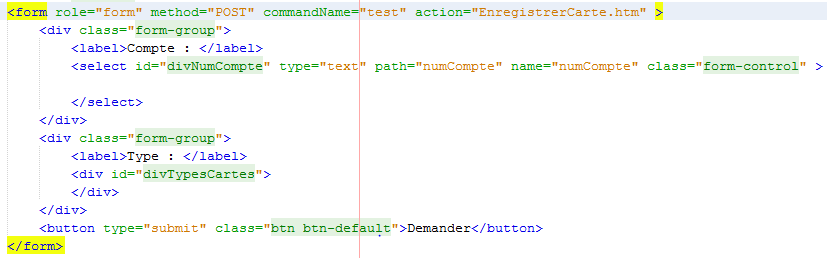 <form role="form" method="POST" commandName="test" action="EnregistrerCarte.htm" >
<div class="form-group">
<label>Compte : </label>
<select id="divNumCompte" type="text" path="numCompte" name="numCompte" class="form-control" >
</select>
</div>
<div class="form-group">
<label>Type : </label>
<div id="divTypesCartes">
</div>
</div>
<button type="submit" class="btn btn-default">Demander</button>
</form>